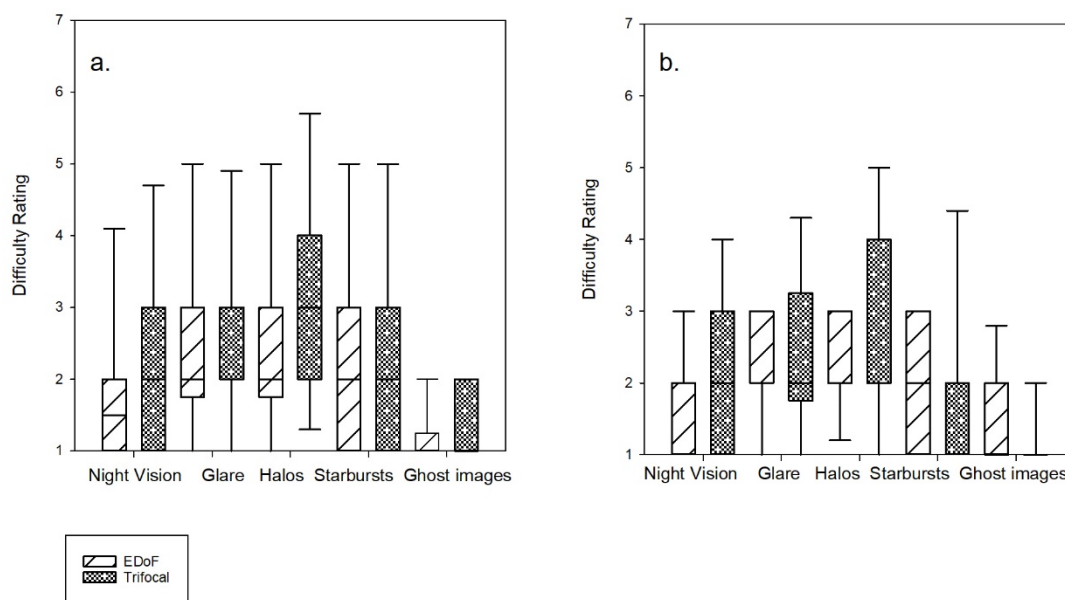 a.
7
6
5
4
3
2
1
Difficulty Rating
Night Vision Glare Halos Starbursts Ghost images
b.
7
6
5
4
3
2
1
Difficulty Rating
Night Vision Glare Halos Starbursts Ghost images
EDoF
Trifocal